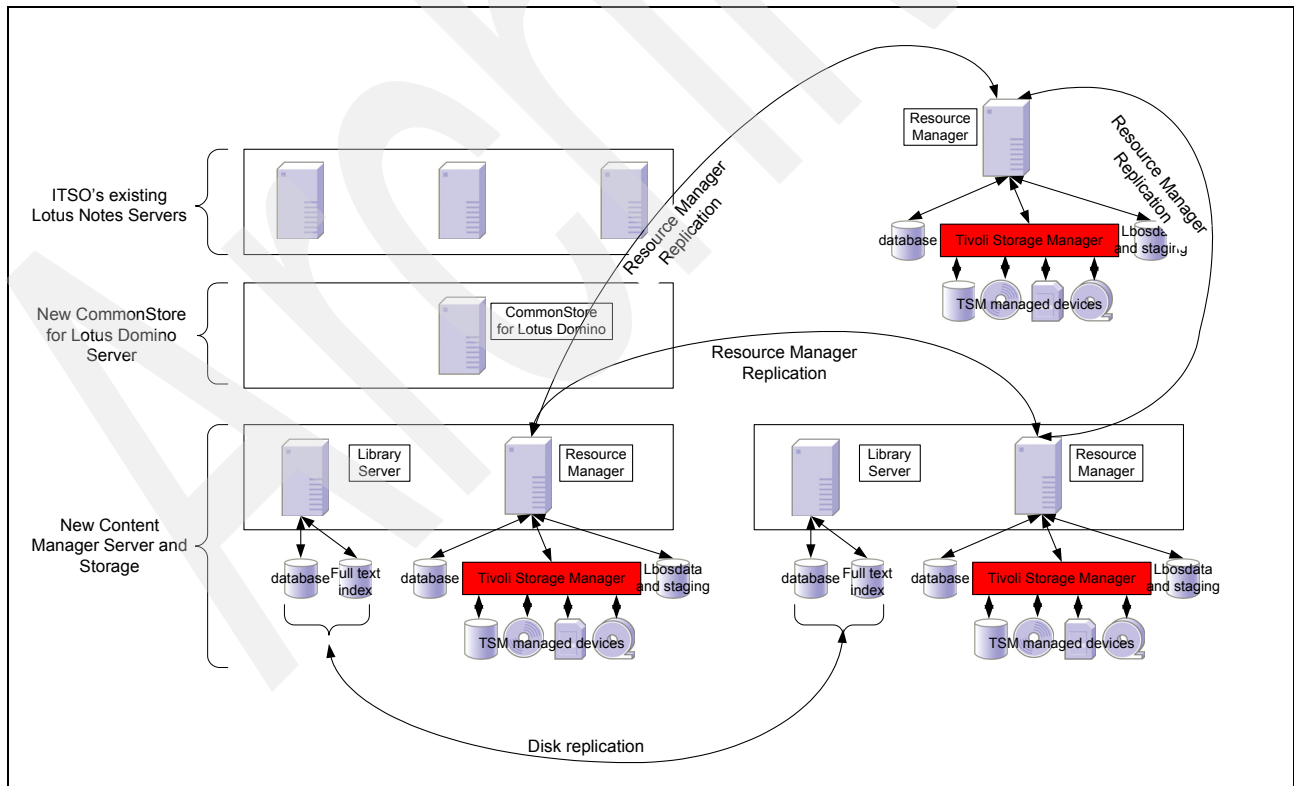 Resource
Manager
Resource Manager
Replication
Resource Manager
Replication
ITSO's existing
Lotus Notes Servers
database
Tivoli Storage Manager
Lbosdata
and staging
TSM managed devices
New CommonStore
for Lotus Domino
Server
CommonStore
for Lotus Domino
Resource Manager
Replication
New Content
Manager Server and
Storage
Library
Server
Resource
Manager
Library
Server
Resource
Manager
database
Full text
index
database
Tivoli Storage Manager
Lbosdata
and staging
TSM managed devices
database
Full text
index
database
Tivoli Storage Manager
Lbosdata
and staging
TSM managed devices
Disk replication